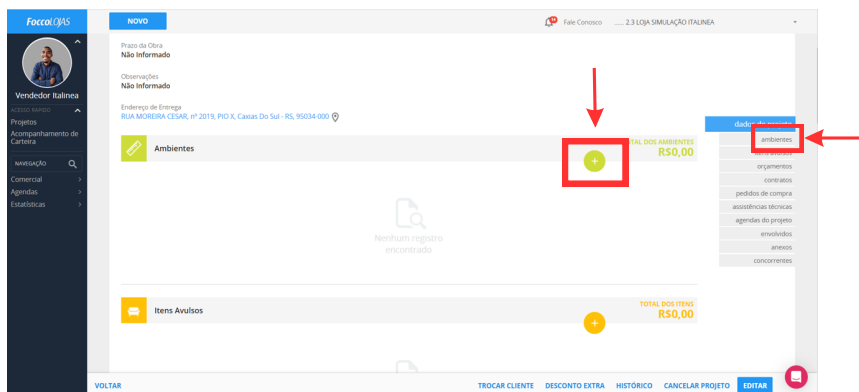 FoccoLOJAS
NOVO
Fale Conosco
..... 2.3 LOJA SIMULAÇÃO ITALINEA
Vendedor Italinea
ACESSO RÁPIDO
Projetos
Acompanhamento de
Carteira
NAVEGAÇÃO
Comercial
Agendas
Estatísticas
Prazo da Obra
Não Informado
Observações
Não Informado
Endereço de Entrega
RUA MOREIRA CESAR, nº 2019, PIO X, Caxias Do Sul - RS, 95034-000
Ambientes
TOTAL DOS AMBIENTES
R$0,00
Nenhum registro
encontrado
Itens Avulsos
TOTAL DOS ITENS
R$0,00
dados do projeto
ambientes
orçamentos
contratos
pedidos de compra
assistências técnicas
agendas do projeto
envolvidos
anexos
concorrentes
VOLTAR
TROCAR CLIENTE
DESCONTO EXTRA
HISTÓRICO
CANCELAR PROJETO
EDITAR